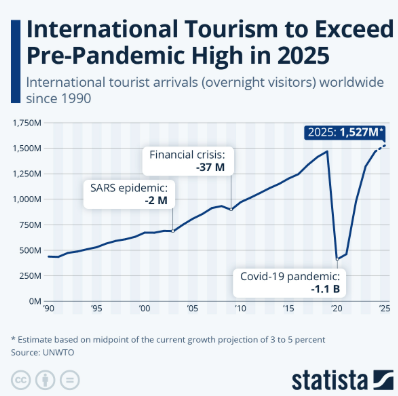 International Tourism to Exceed
Pre-Pandemic High in 2025
International tourist arrivals (overnight visitors) worldwide
since 1990
1,750M
1,500M
1,250M
1,000M
750M
500M
250M
0M
2025: 1,527M*
Financial crisis:
-37 M
SARS epidemic:
-2 M
Covid-19 pandemic:
-1.1 B
'90 '95 '00 '05 '10 '15 '20 '25
* Estimate based on midpoint of the current growth projection of 3 to 5 percent
Source: UNWTO
cc
statista